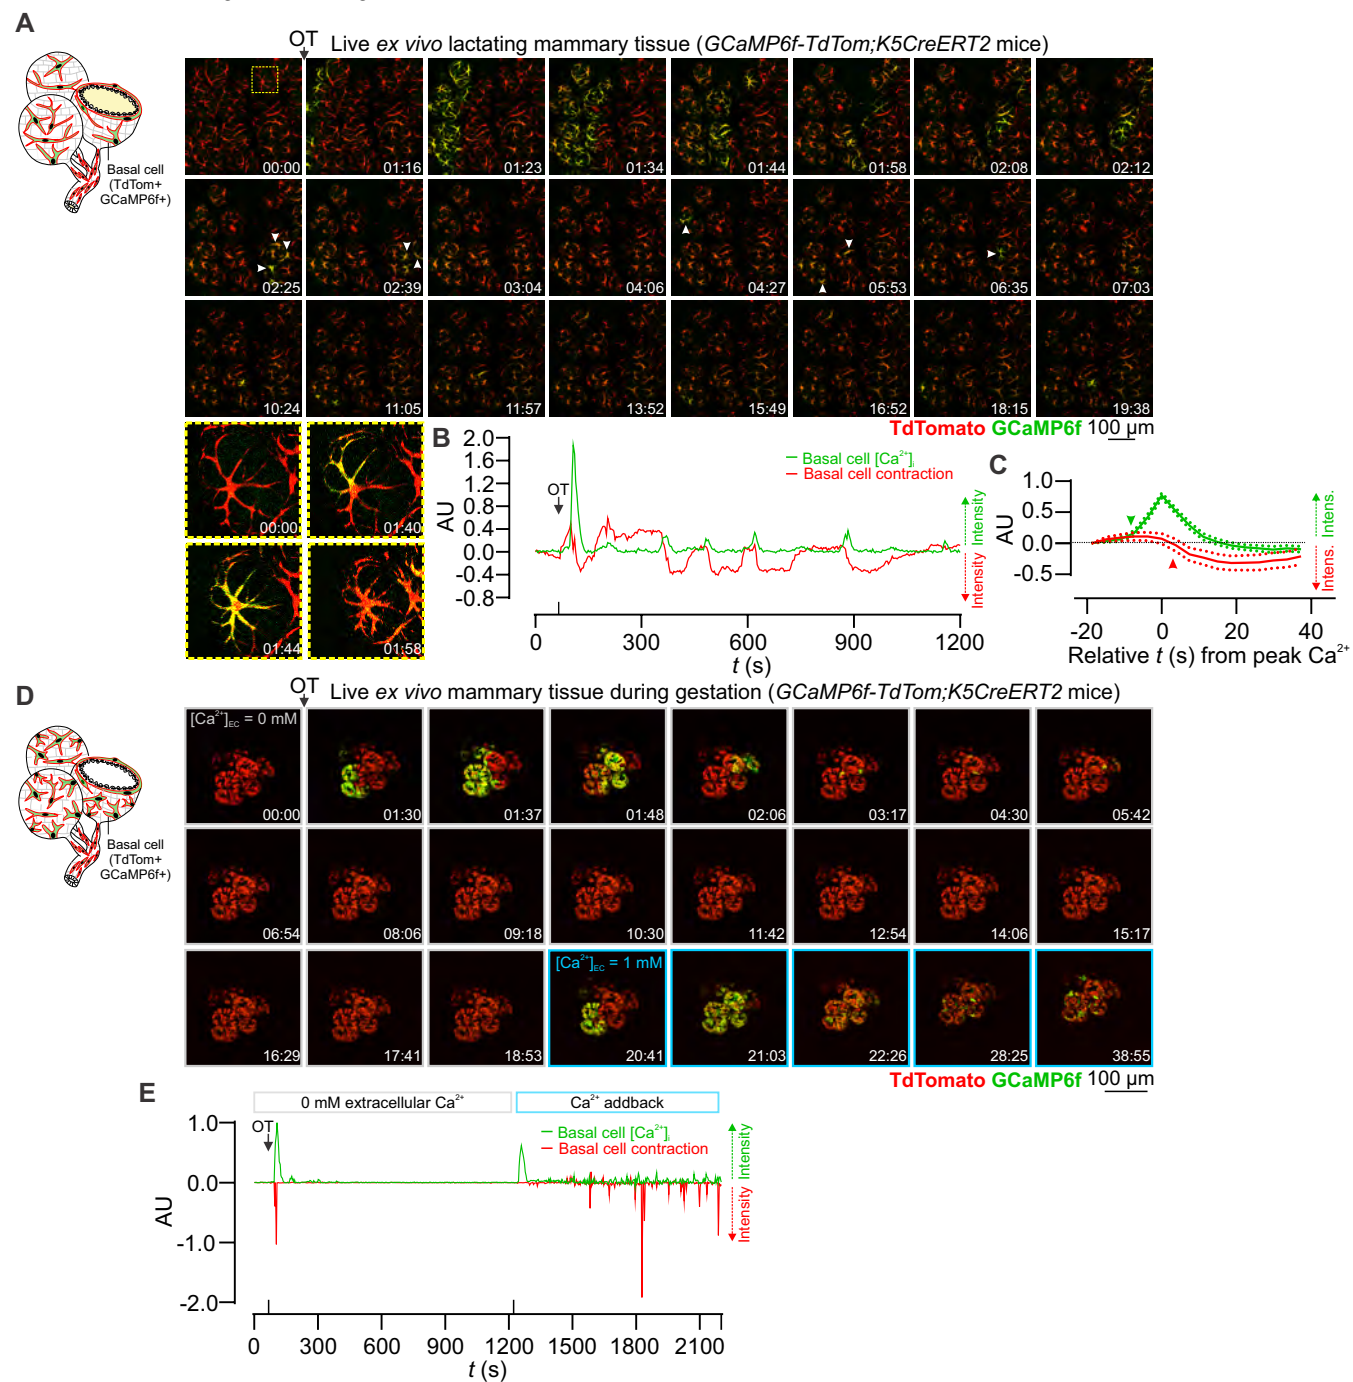 A
OT
Live ex vivo lactating mammary tissue (GCaMP6f-TdTom;K5CreERT2 mice)
Basal cell
(TdTom+
GCaMP6f+)
00:00 01:16 01:23 01:34 01:44 01:58 02:08 02:12
02:25 02:39 03:04 04:06 04:27 05:53 06:35 07:03
10:24 11:05 11:57 13:52 15:49 16:52 18:15 19:38
TdTomato GCaMP6f 100 µm
00:00 01:40
01:44 01:58
B
2.0
1.6
1.2
0.8
0.4
0.0
-0.4
-0.8
AU
OT
Basal cell [Ca²⁺]i
Basal cell contraction
Intensity
Intensity
0 300 600 900 1200
t (s)
C
1.0
0.5
0.0
-0.5
AU
Intens.
Intens.
-20 0 20 40
Relative t (s) from peak Ca²⁺
D
OT
Live ex vivo mammary tissue during gestation (GCaMP6f-TdTom;K5CreERT2 mice)
Basal cell
(TdTom+
GCaMP6f+)
[Ca²⁺]EC = 0 mM
00:00 01:30 01:37 01:48 02:06 03:17 04:30 05:42
06:54 08:06 09:18 10:30 11:42 12:54 14:06 15:17
[Ca²⁺]EC = 1 mM
16:29 17:41 18:53 20:41 21:03 22:26 28:25 38:55
TdTomato GCaMP6f 100 µm
E
0 mM extracellular Ca²⁺
Ca²⁺ addback
1.0
0.0
-1.0
-2.0
AU
OT
Basal cell [Ca²⁺]i
Basal cell contraction
Intensity
Intensity
0 300 600 900 1200 1500 1800 2100
t (s)